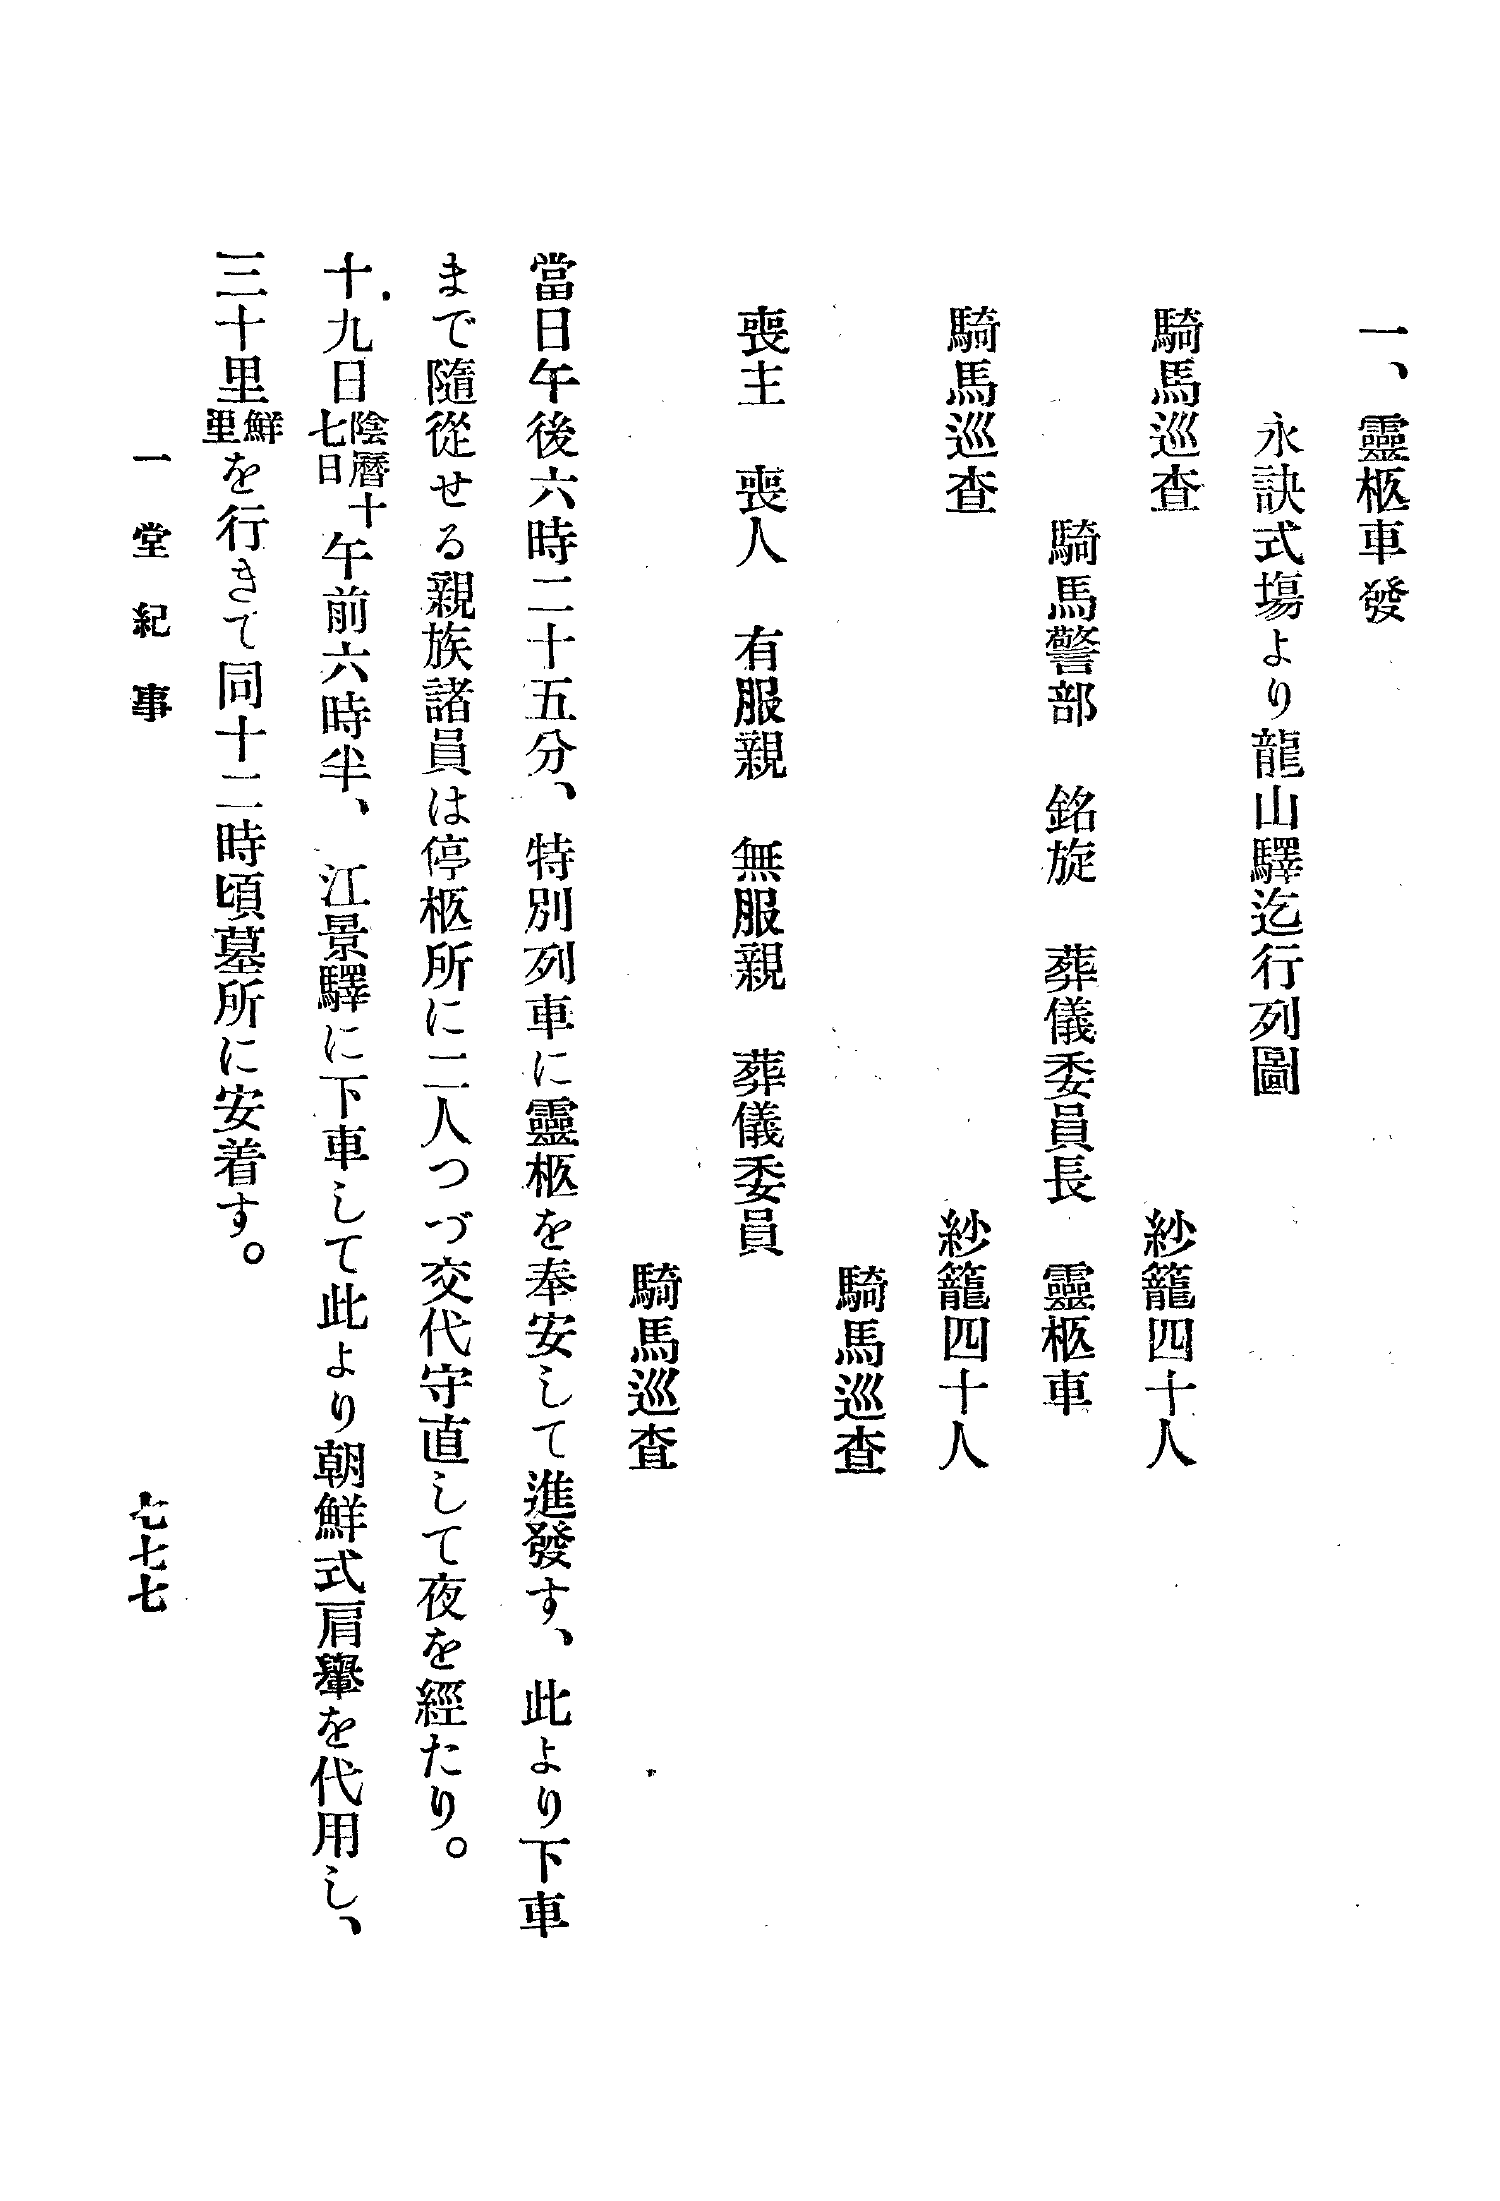 一、靈柩車發
永訣式場より龍山驛迄行列圖
騎馬巡査　紗籠四十人
騎馬警部　銘旋　葬儀委員長　靈柩車
騎馬巡査　紗籠四十人
騎馬巡査
喪主　喪人　有服親　無服親　葬儀委員
騎馬巡査
當日午後六時二十五分、特別列車に靈柩を奉安して進發す、此より下車
まで隨從せる親族諸員は停柩所に二人つづ交代守直して夜を經たり。
十九日陰曆十七日午前六時半、江景驛に下車して此より朝鮮式肩轝を代用し、
三十里鮮里を行きて同十二時頃墓所に安着す。
一堂紀事
七七七